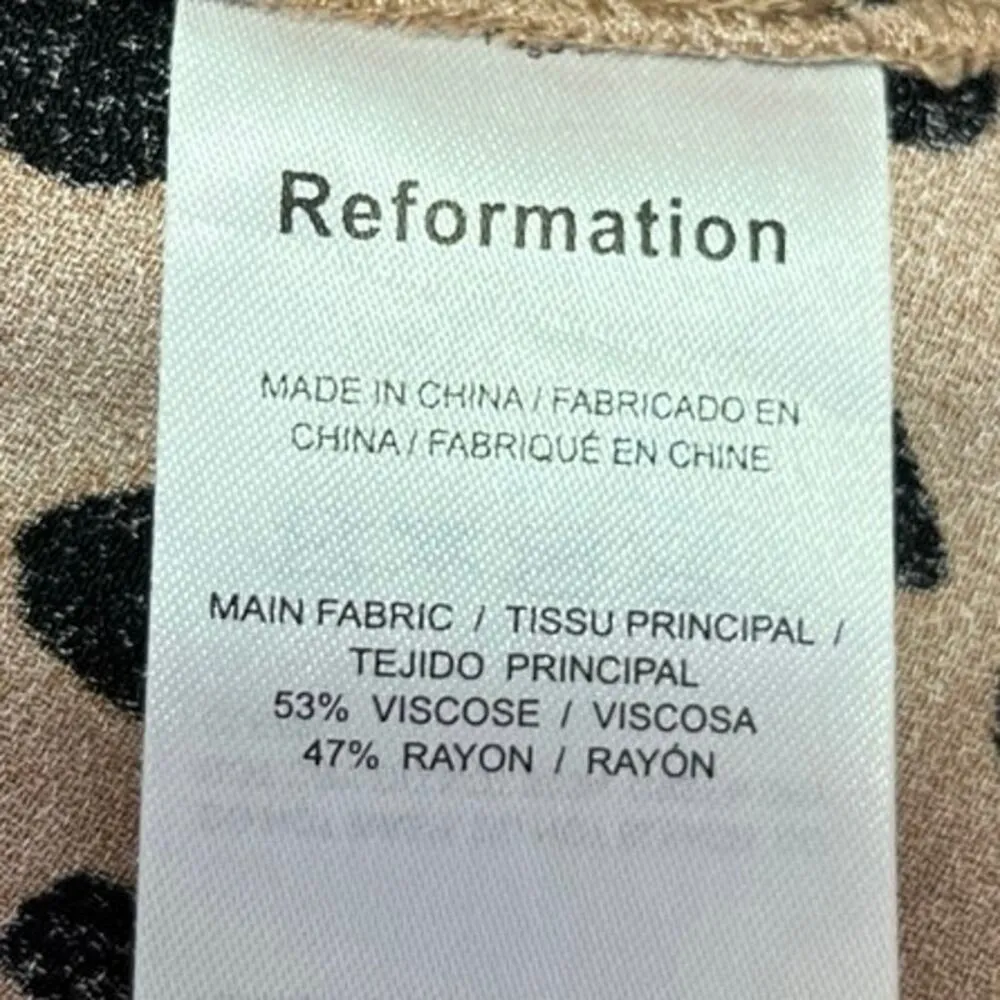 Reformation
MADE IN CHINA / FABRICADO EN
CHINA / FABRIQUÉ EN CHINE
MAIN FABRIC / TISSU PRINCIPAL /
TEJIDO PRINCIPAL
53% VISCOSE / VISCOSA
47% RAYON / RAYÓN